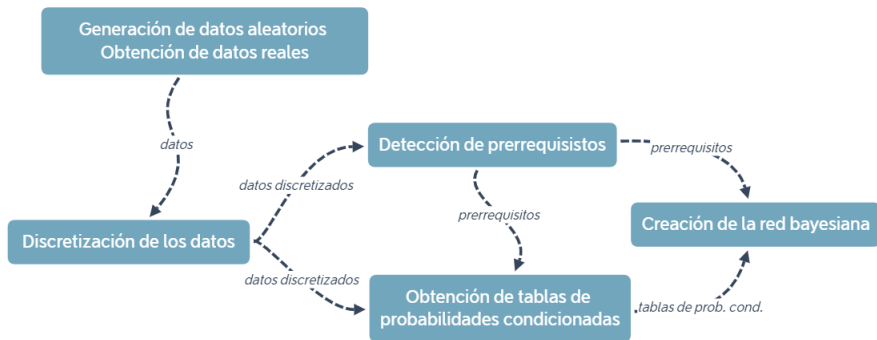 Generación de datos aleatorios
Obtención de datos reales
datos
Detección de prerrequisistos
prerrequisitos
datos discretizados
prerrequisitos
Creación de la red bayesiana
Discretización de los datos
datos discretizados
Obtención de tablas de
probabilidades condicionadas
tablas de prob. cond.